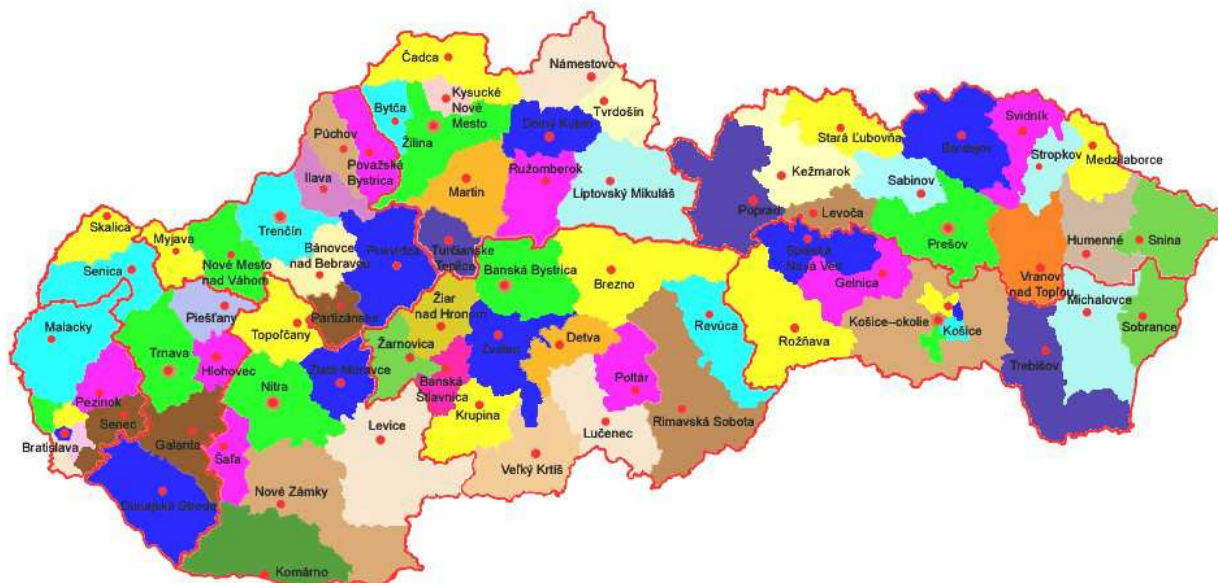 Čadca
Námestovo
Kysucké
Nové
Mesto
Bytča
Tvrdošín
Dolný Kubín
Púchov
Žilina
Považská
Bystrica
Ilava
Martin
Ružomberok
Liptovský Mikuláš
Svidník
Stará Ľubovňa
Bardejov
Stropkov
Medzilaborce
Kežmarok
Sabinov
Poprad
Levoča
Prešov
Humenné
Snina
Skalica
Myjava
Trenčín
Nové Mesto
nad Váhom
Bánovce
nad Bebravou
Prievidza
Turčianske
Teplice
Senica
Banská Bystrica
Brezno
Spišská
Nová Ves
Gelnica
Vranov
nad Topľou
Michalovce
Malacky
Piešťany
Partizánske
Žiar
nad Hronom
Topoľčany
Revúca
Košice–okolie
Košice
Sobrance
Trnava
Hlohovec
Zlaté Moravce
Žarnovica
Zvolen
Detva
Rožňava
Trebišov
Pezinok
Nitra
Banská
Štiavnica
Poltár
Senec
Krupina
Bratislava
Galanta
Šaľa
Levice
Lučenec
Rimavská Sobota
Veľký Krtíš
Dunajská Streda
Nové Zámky
Komárno